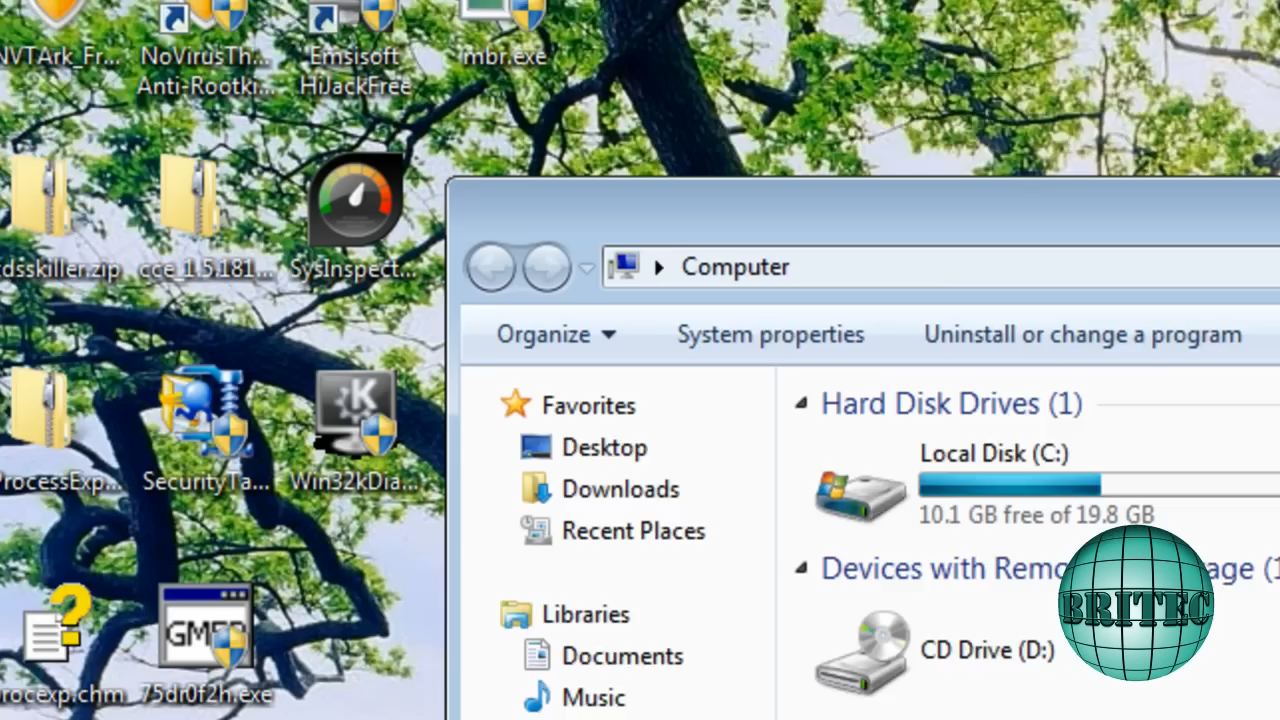 NVTArk_Fr...
NoVirusTh...
Anti-Rootki...
Emsisoft
HiJackFree
mbr.exe
tdsskiller.zip
cce_1.5.181...
SysInspect...
ProcessExp...
SecurityTa...
Win32kDia...
K
GMER
procexp.chm
75dr0f2h.exe
Computer
Organize
System properties
Uninstall or change a program
Favorites
Desktop
Downloads
Recent Places
Libraries
Documents
Music
Hard Disk Drives (1)
Local Disk (C:)
10.1 GB free of 19.8 GB
Devices with Remo
age (1
CD Drive (D:)
BRITEC